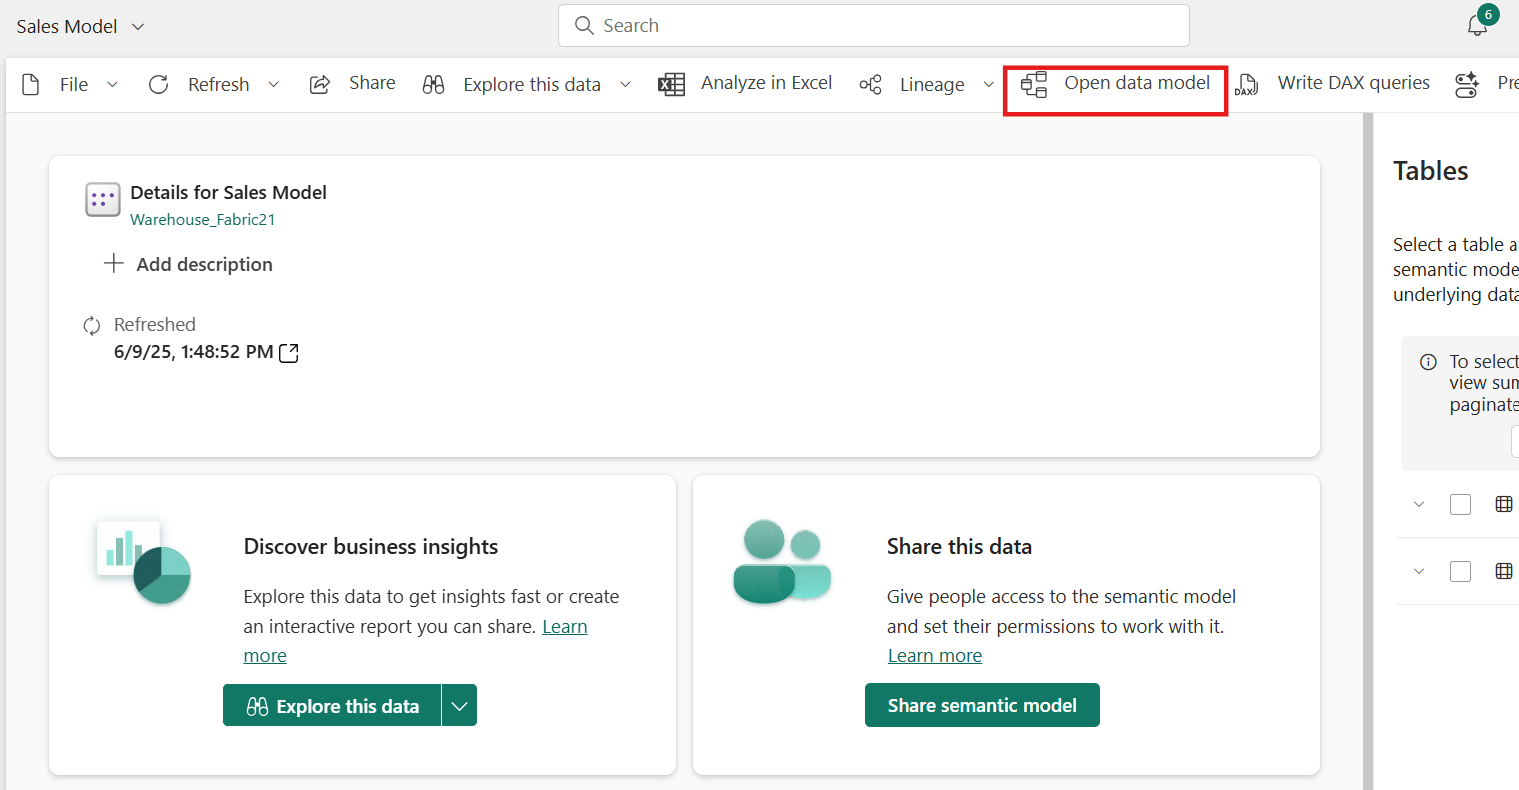 Sales Model
Search
6
File
Refresh
Share
Explore this data
Analyze in Excel
Lineage
Open data model
DAX
Write DAX queries
Details for Sales Model
Warehouse_Fabric21
Add description
Refreshed
6/9/25, 1:48:52 PM
Discover business insights
Explore this data to get insights fast or create
an interactive report you can share. Learn
more
Explore this data
Share this data
Give people access to the semantic model
and set their permissions to work with it.
Learn more
Share semantic model
Tables
Select a table a
semantic mode
underlying data
To select
view sum
paginate